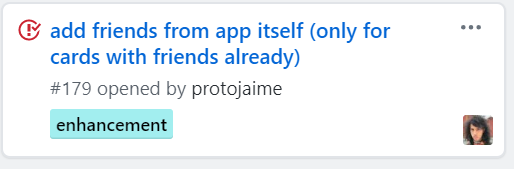 add friends from app itself (only for
cards with friends already)
#179 opened by protojaime
enhancement